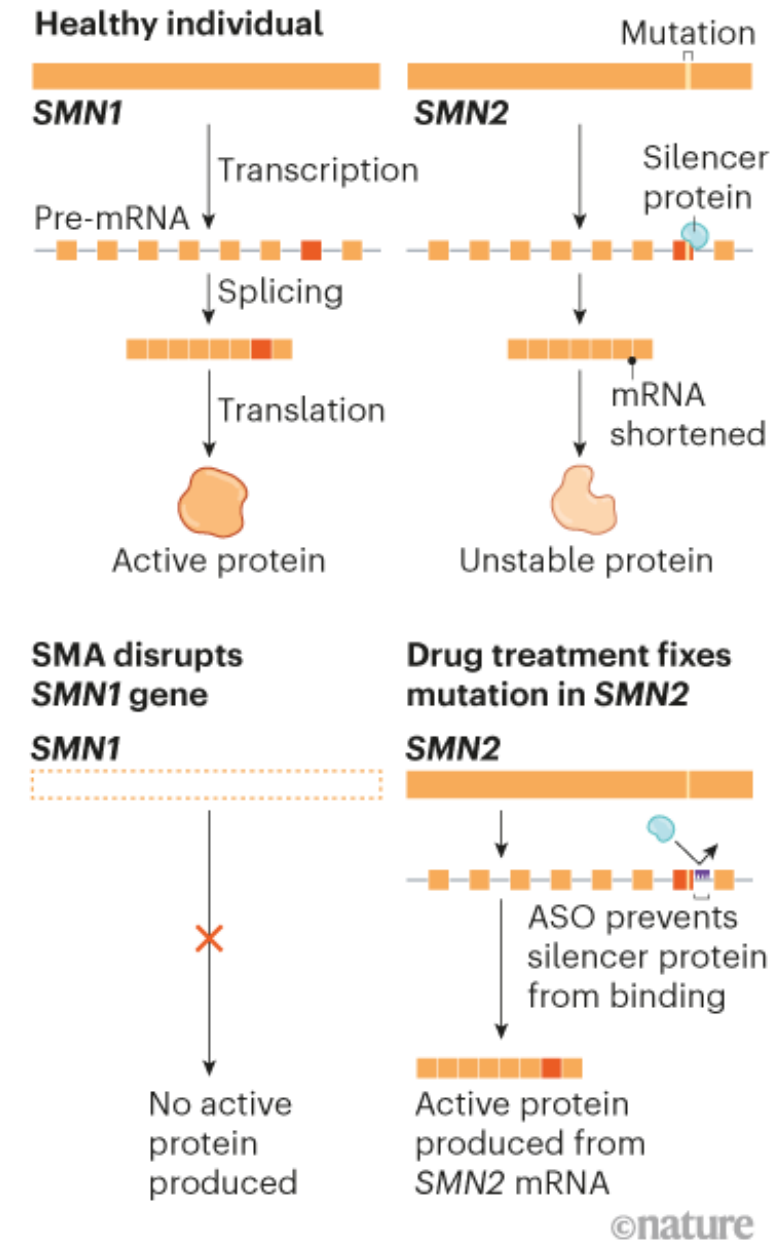 Healthy individual
Mutation
SMN1
SMN2
Transcription
Silencer
protein
Pre-mRNA
Splicing
mRNA
shortened
Translation
Active protein
Unstable protein
SMA disrupts
SMN1 gene
SMN1
No active
protein
produced
Drug treatment fixes
mutation in SMN2
SMN2
ASO prevents
silencer protein
from binding
Active protein
produced from
SMN2 mRNA
©nature